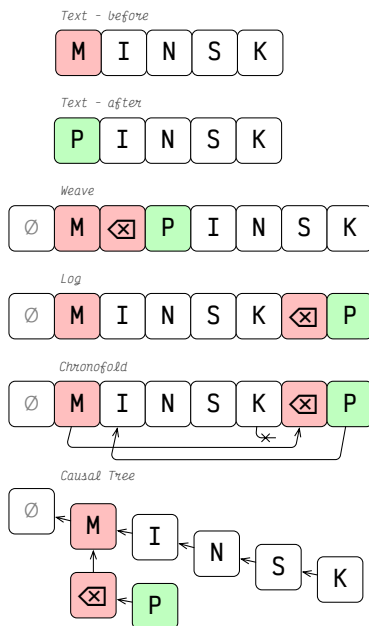 Text - before
M I N S K
Text - after
P I N S K
Weave
∅ M ⌫ P I N S K
Log
∅ M I N S K ⌫ P
Chronofold
∅ M I N S K ⌫ P
Causal Tree
∅ M I N S K
⌫ P